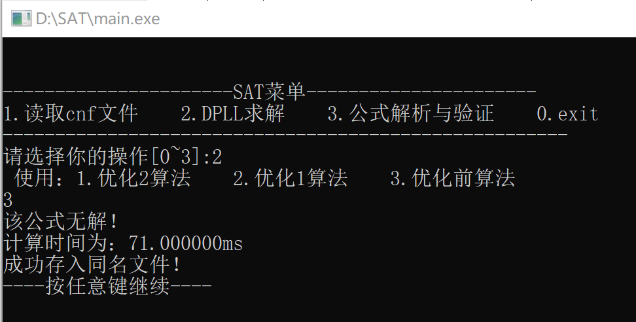 D:\SAT\main.exe
----------------------SAT菜单----------------------
1.读取cnf文件    2.DPLL求解    3.公式解析与验证    0.exit
------------------------------------------------------
请选择你的操作[0~3]:2
 使用：1.优化2算法    2.优化1算法    3.优化前算法
3
该公式无解！
计算时间为：71.000000ms
成功存入同名文件！
----按任意键继续----